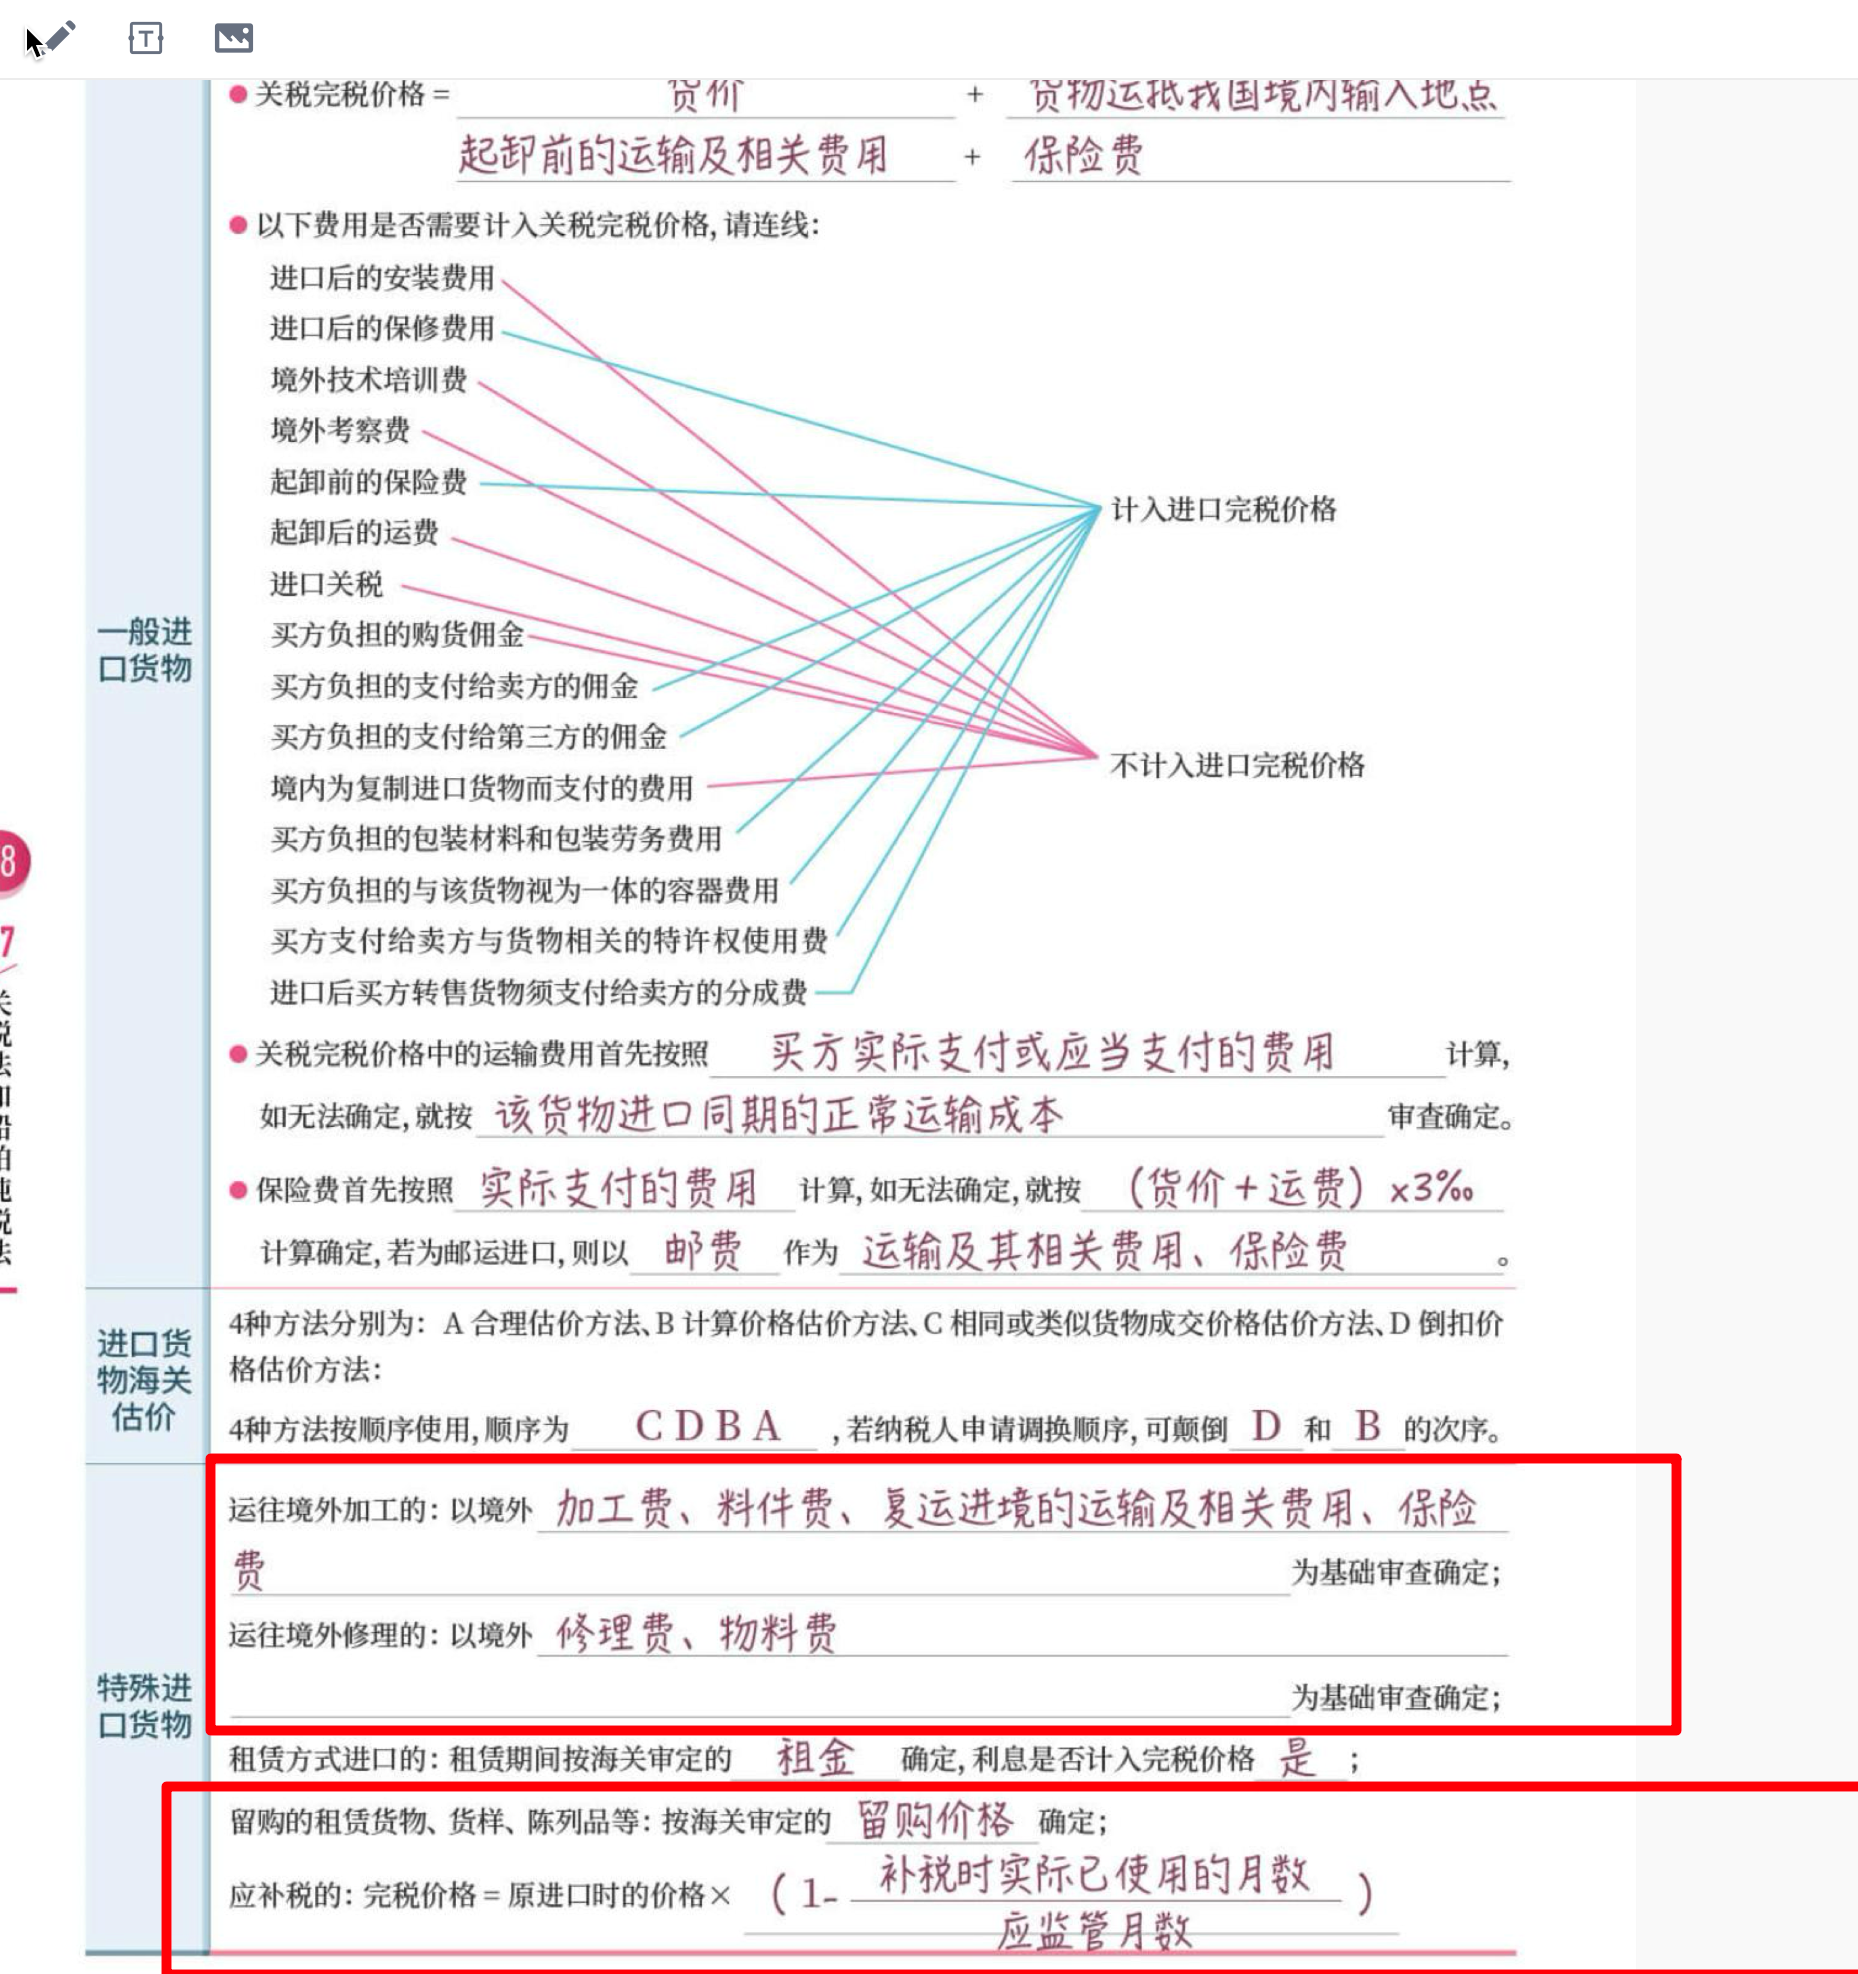 关税完税价格 = 货价 + 货物运抵我国境内输入地点
起卸前的运输及相关费用 + 保险费
以下费用是否需要计入关税完税价格, 请连线:
进口后的安装费用
进口后的保修费用
境外技术培训费
境外考察费
起卸前的保险费
计入进口完税价格
起卸后的运费
进口关税
一般进
口货物
买方负担的购货佣金
买方负担的支付给卖方的佣金
买方负担的支付给第三方的佣金
不计入进口完税价格
境内为复制进口货物而支付的费用
买方负担的包装材料和包装劳务费用
买方负担的与该货物视为一体的容器费用
买方支付给卖方与货物相关的特许权使用费
进口后买方转售货物须支付给卖方的分成费
8
7
关税完税价格中的运输费用首先按照 买方实际支付或应当支付的费用 计算,
如无法确定, 就按 该货物进口同期的正常运输成本 审查确定。
保险费首先按照 实际支付的费用 计算, 如无法确定, 就按 (货价+运费) x3‰
计算确定, 若为邮运进口, 则以 邮费 作为 运输及其相关费用、保险费 。
进口货
物海关
估价
4种方法分别为: A 合理估价方法、B 计算价格估价方法、C 相同或类似货物成交价格估价方法、D 倒扣价
格估价方法:
4种方法按顺序使用, 顺序为 C D B A , 若纳税人申请调换顺序, 可颠倒 D 和 B 的次序。
特殊进
口货物
运往境外加工的: 以境外 加工费、料件费、复运进境的运输及相关费用、保险
费 为基础审查确定;
运往境外修理的: 以境外 修理费、物料费
为基础审查确定;
租赁方式进口的: 租赁期间按海关审定的 租金 确定, 利息是否计入完税价格 是 ;
留购的租赁货物、货样、陈列品等: 按海关审定的 留购价格 确定;
应补税的: 完税价格 = 原进口时的价格× (1- 补税时实际已使用的月数 )
应监管月数